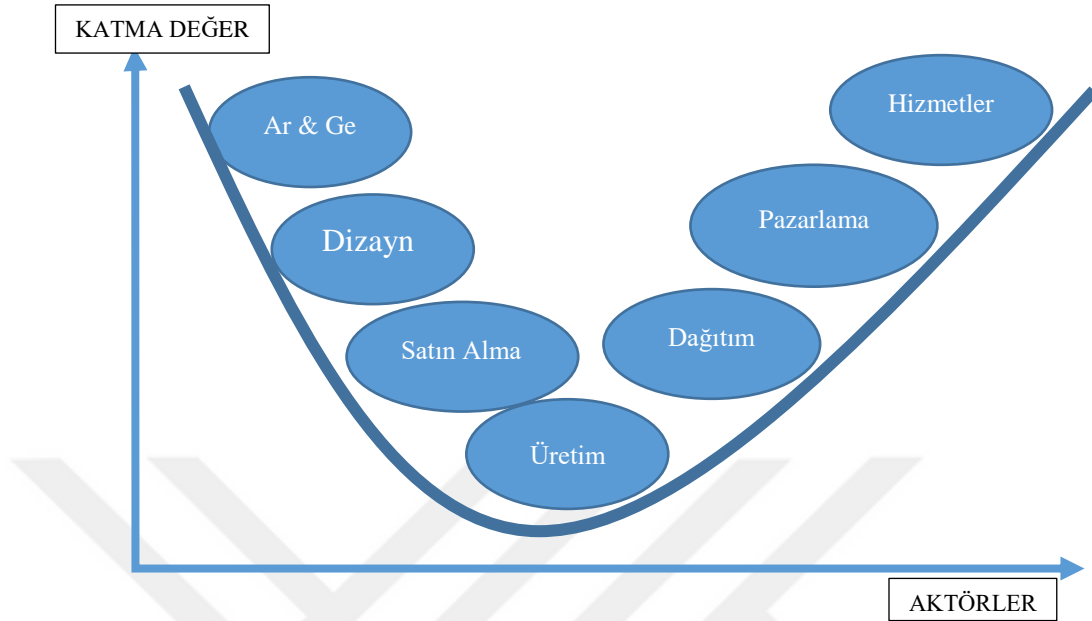 KATMA DEĞER
Ar & Ge
Hizmetler
Dizayn
Pazarlama
Satın Alma
Dağıtım
Üretim
AKTÖRLER